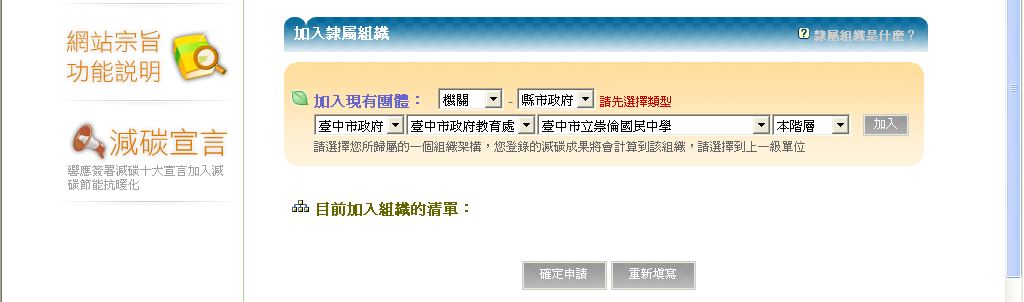 網站宗旨
功能說明
減碳宣言
響應簽署減碳十大宣言加入減
碳節能抗暖化
加入隸屬組織
隸屬組織是什麼？
加入現有團體： 機關 - 縣市政府 請先選擇類型
臺中市政府 臺中市政府教育處 臺中市立崇倫國民中學 本階層 加入
請選擇您所歸屬的一個組織架構，您登錄的減碳成果將會計算到該組織，請選擇到上一級單位
目前加入組織的清單：
確定申請 重新填寫